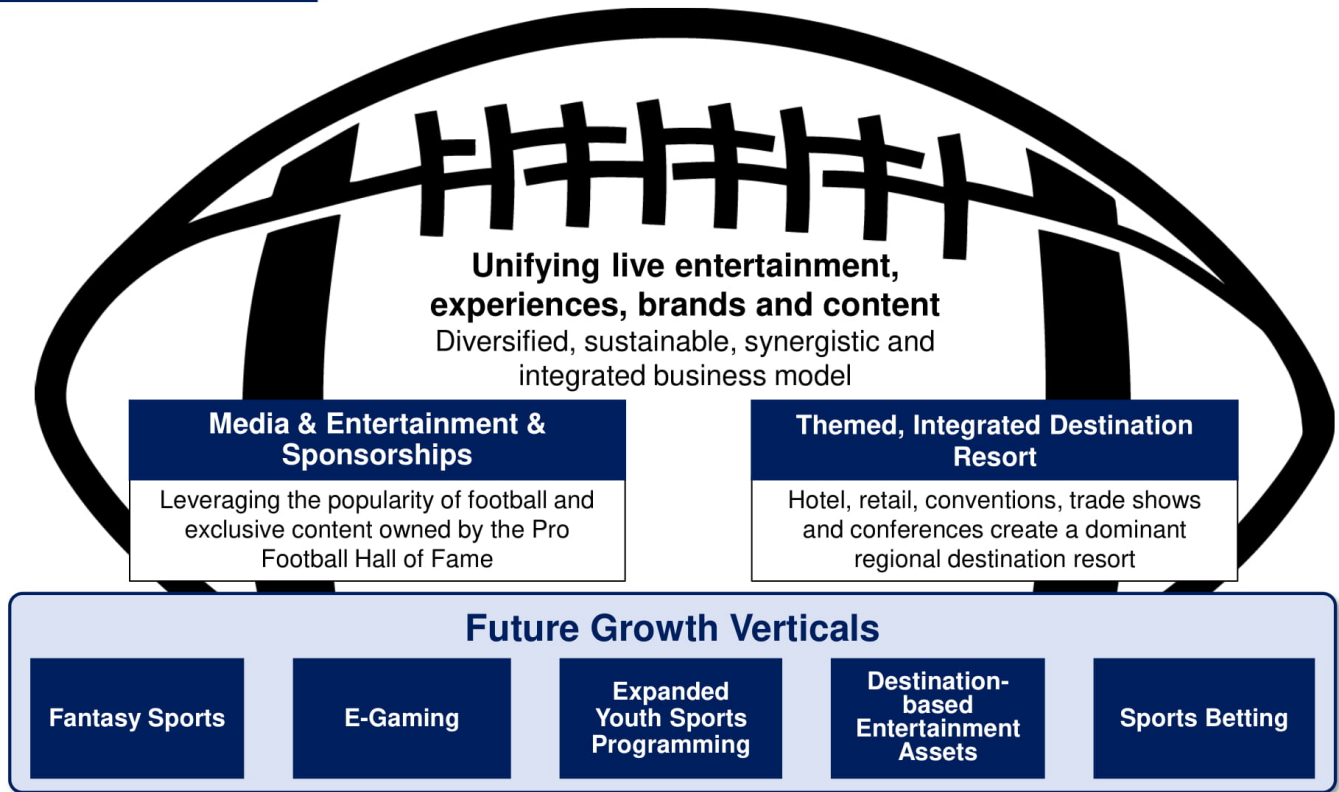 Unifying live entertainment,
experiences, brands and content
Diversified, sustainable, synergistic and
integrated business model
Media & Entertainment &
Sponsorships
Leveraging the popularity of football and
exclusive content owned by the Pro
Football Hall of Fame
Themed, Integrated Destination
Resort
Hotel, retail, conventions, trade shows
and conferences create a dominant
regional destination resort
Future Growth Verticals
Fantasy Sports
E-Gaming
Expanded
Youth Sports
Programming
Destination-
based
Entertainment
Assets
Sports Betting